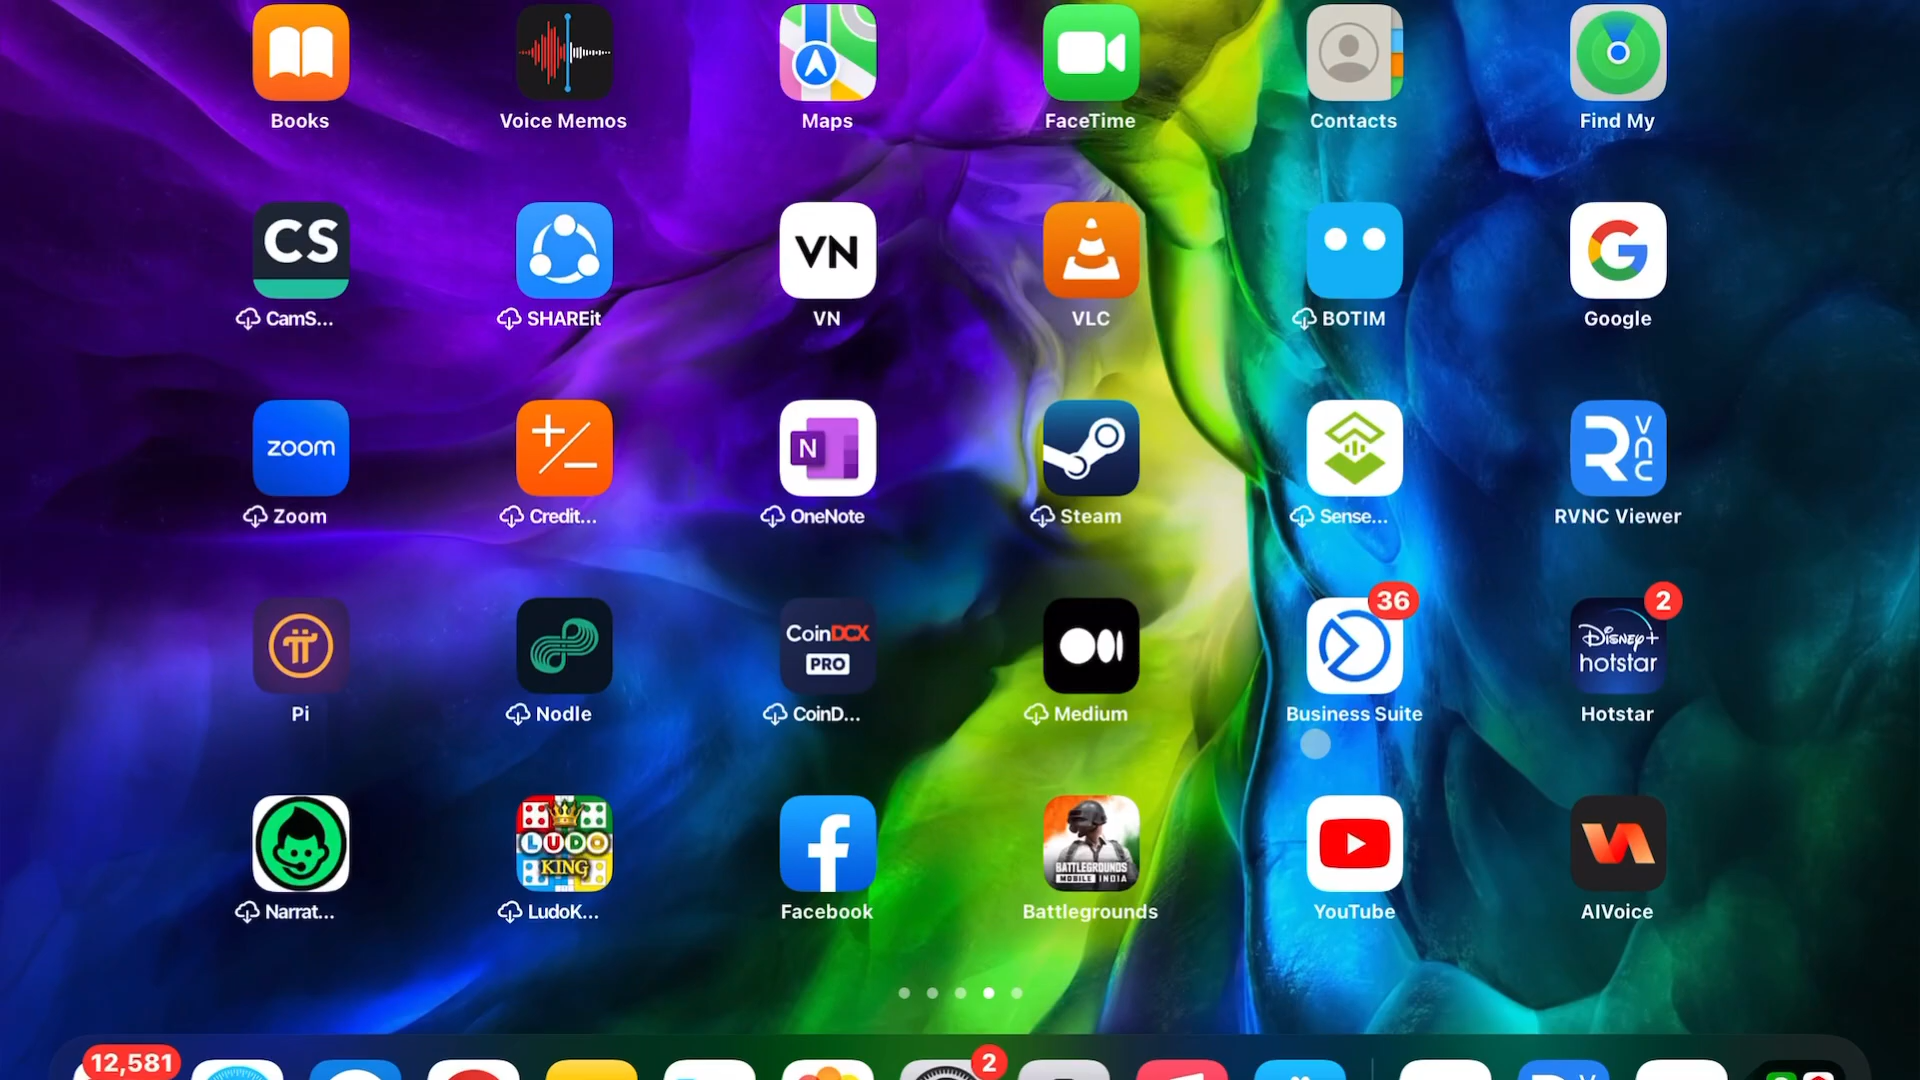 Books
Voice Memos
Maps
FaceTime
Contacts
Find My
CS
VN
G
CamS...
SHAREit
VN
VLC
BOTIM
Google
zoom
N
R
VNC
Zoom
Credit...
OneNote
Steam
Sense...
RVNC Viewer
36
2
CoinDCX
PRO
Disney+
hotstar
Pi
Nodle
CoinD...
Medium
Business Suite
Hotstar
LUDO
KING
BATTLEGROUNDS
MOBILE INDIA
Narrat...
LudoK...
Facebook
Battlegrounds
YouTube
AIVoice
12,581
2